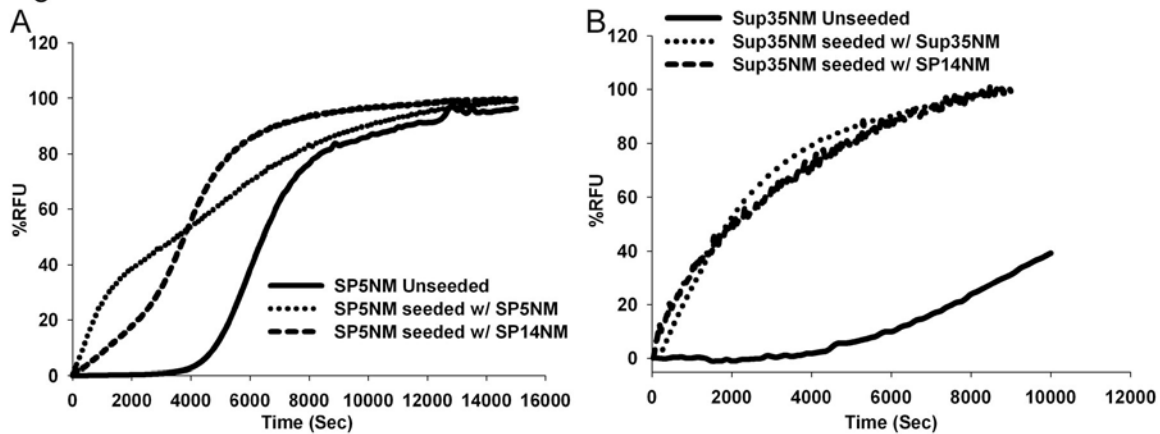 A
120
100
80
60
40
20
0
%RFU
SP5NM Unseeded
SP5NM seeded w/ SP5NM
SP5NM seeded w/ SP14NM
0 2000 4000 6000 8000 10000 12000 14000 16000
Time (Sec)
B
Sup35NM Unseeded
Sup35NM seeded w/ Sup35NM
Sup35NM seeded w/ SP14NM
120
100
80
60
40
20
0
%RFU
0 2000 4000 6000 8000 10000 12000
Time (Sec)